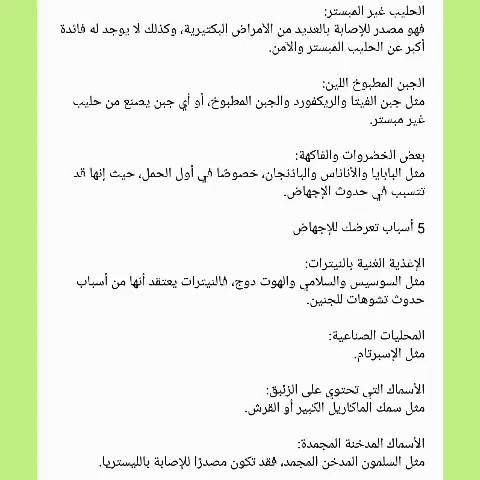 الحليب غير المبستر:
فهو مصدر للإصابة بالعديد من الأمراض البكتيرية، وكذلك لا يوجد له فائدة
أكبر عن الحليب المبستر والآمن.
الجبن المطبوخ اللين:
مثل جبن الفيتا والريكفورد والجبن المطبوخ، أو أي جبن يصنع من حليب
غير مبستر.
بعض الخضروات والفاكهة:
مثل البابايا والأناناس والباذنجان، خصوصًا في أول الحمل، حيث إنها قد
تتسبب في حدوث الإجهاض.
5 أسباب تعرضك للإجهاض
الإغذية الغنية بالنيترات:
مثل السوسيس والسلامي والهوت دوج، فالنيترات يعتقد أنها من أسباب
حدوث تشوهات للجنين.
المحليات الصناعية:
مثل الإسبرتام.
الأسماك التي تحتوي على الزئبق:
مثل سمك الماكاريل الكبير أو القرش.
الأسماك المدخنة المجمدة:
مثل السلمون المدخن المجمد، فقد تكون مصدرًا للإصابة بالليستريا.